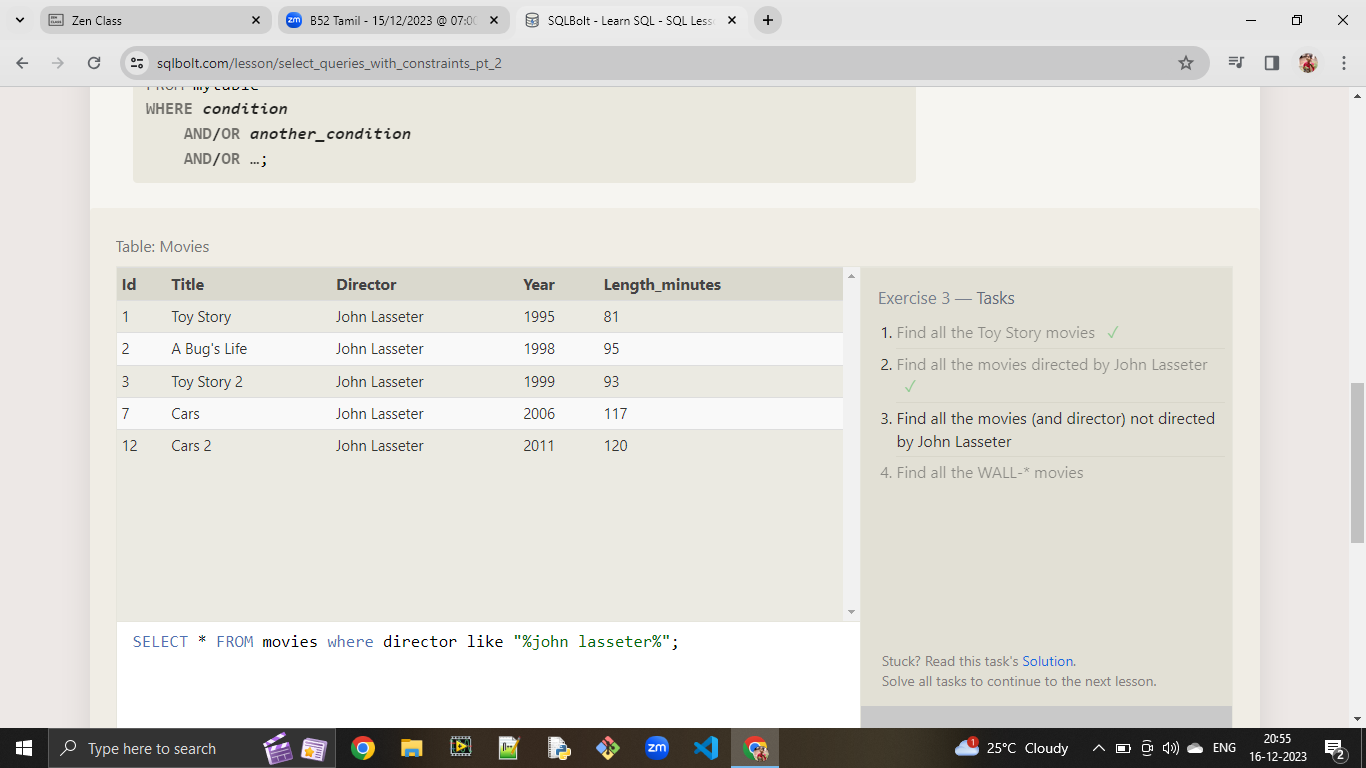 Zen Class
B52 Tamil - 15/12/2023 @ 07:00
SQLBolt - Learn SQL - SQL Less
sqlbolt.com/lesson/select_queries_with_constraints_pt_2
FROM mytable
WHERE condition
AND/OR another_condition
AND/OR …;
Table: Movies
Id Title Director Year Length_minutes
1 Toy Story John Lasseter 1995 81
2 A Bug's Life John Lasseter 1998 95
3 Toy Story 2 John Lasseter 1999 93
7 Cars John Lasseter 2006 117
12 Cars 2 John Lasseter 2011 120
SELECT * FROM movies where director like "%john lasseter%";
Exercise 3 — Tasks
1. Find all the Toy Story movies ✓
2. Find all the movies directed by John Lasseter
✓
3. Find all the movies (and director) not directed
by John Lasseter
4. Find all the WALL-* movies
Stuck? Read this task's Solution.
Solve all tasks to continue to the next lesson.
Type here to search
zm
1
25°C Cloudy
ENG
20:55
16-12-2023
2